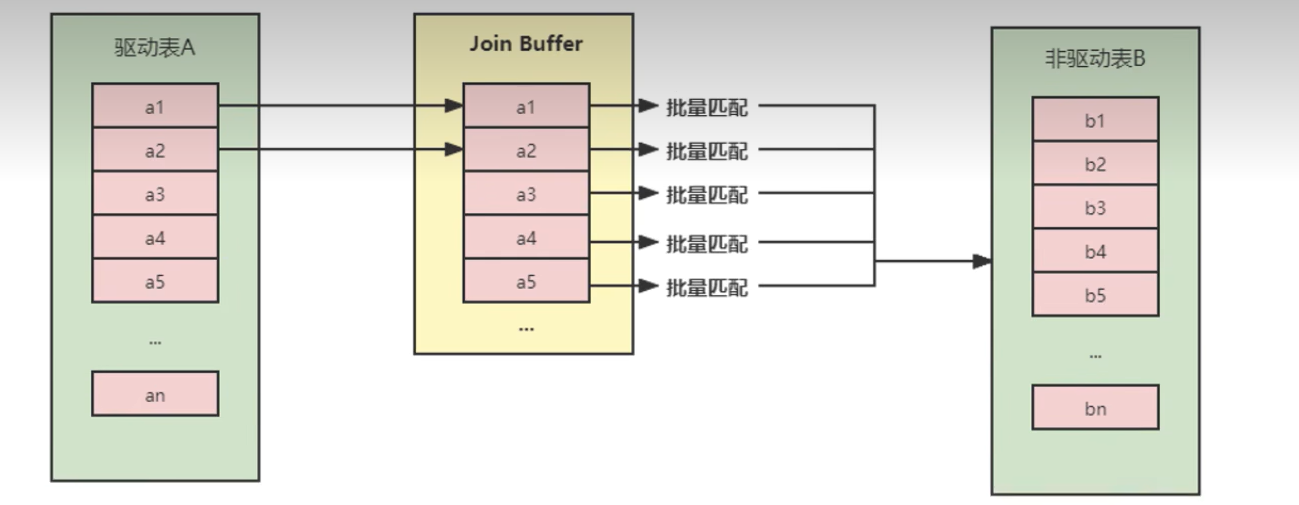 驱动表A
a1
a2
a3
a4
a5
...
an
Join Buffer
a1
a2
a3
a4
a5
...
批量匹配
批量匹配
批量匹配
批量匹配
批量匹配
非驱动表B
b1
b2
b3
b4
b5
...
bn